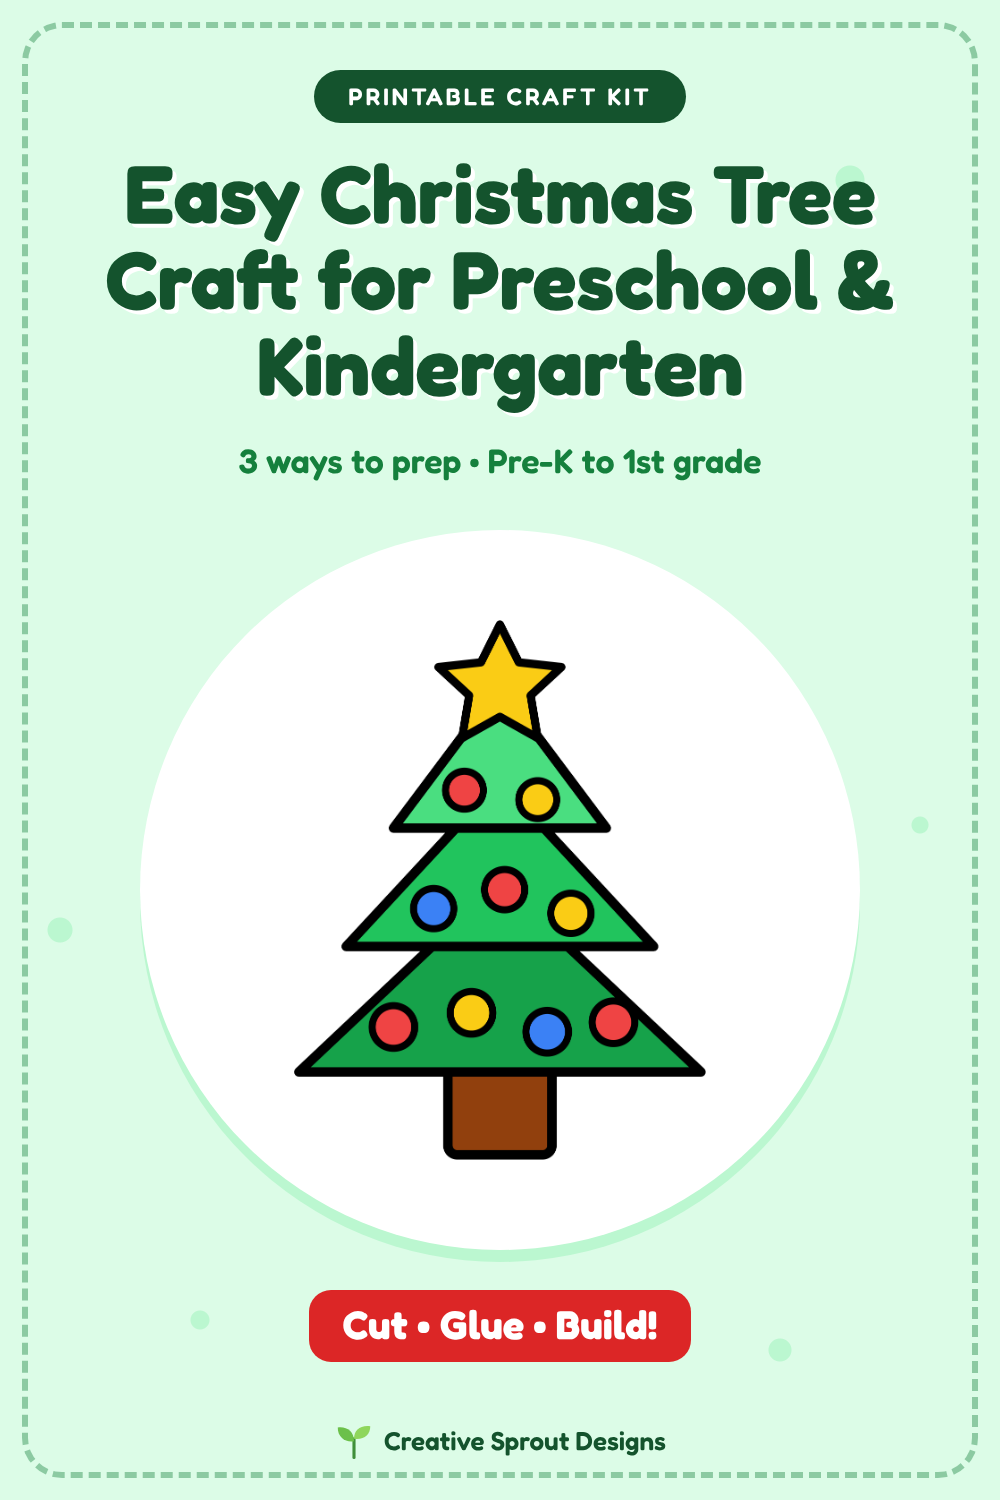 PRINTABLE CRAFT KIT
Easy Christmas Tree
Craft for Preschool &
Kindergarten
3 ways to prep • Pre-K to 1st grade
Cut • Glue • Build!
Creative Sprout Designs